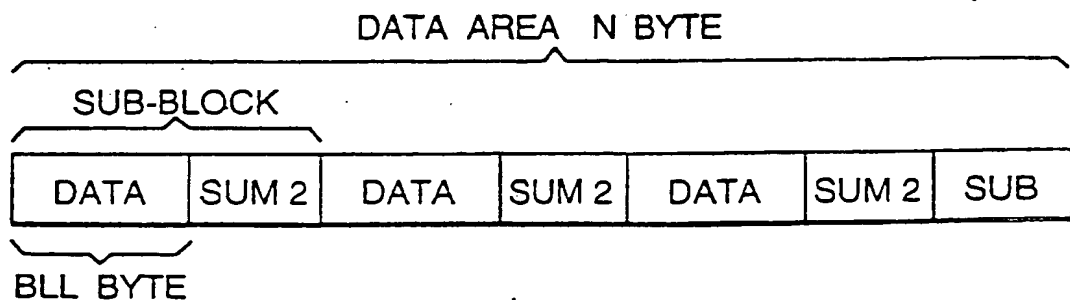 DATA AREA N BYTE
SUB-BLOCK
DATA SUM 2 DATA SUM 2 DATA SUM 2 SUB
BLL BYTE